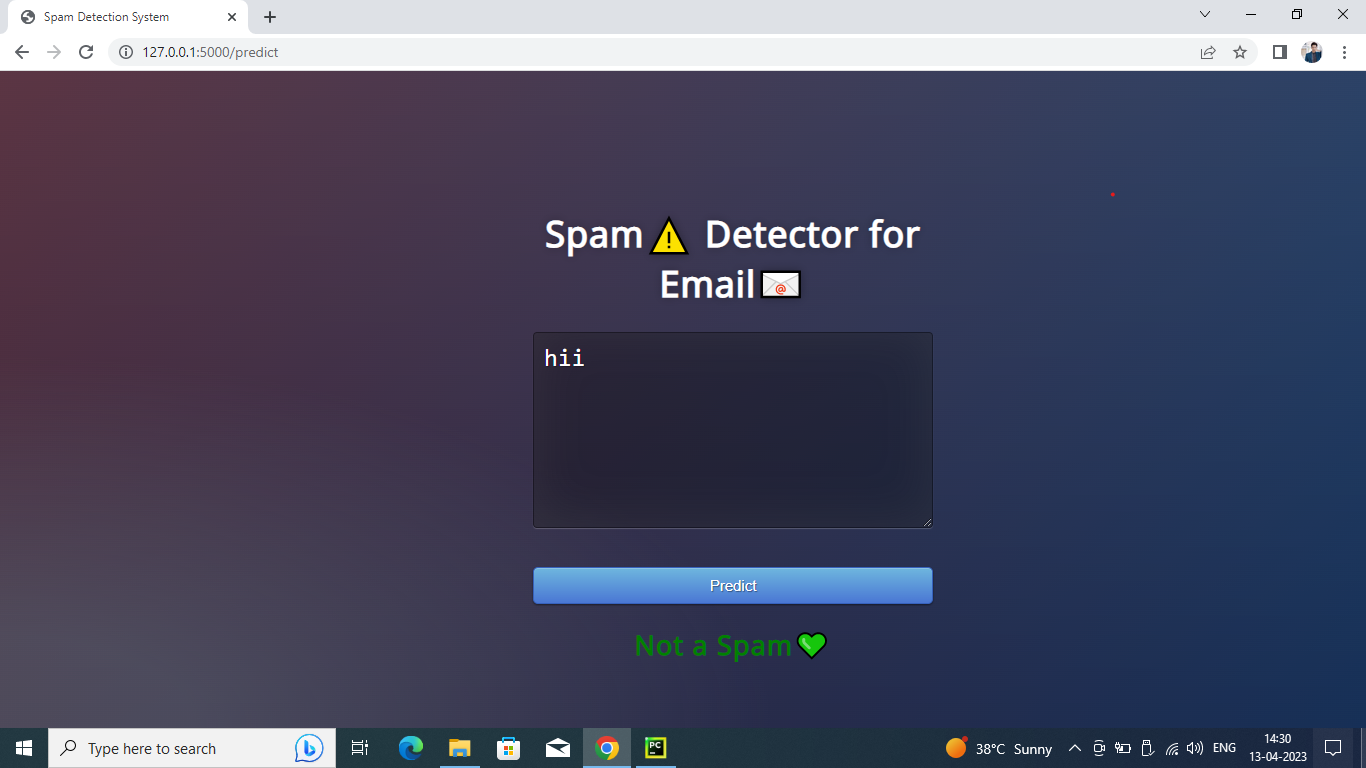 Spam Detection System
127.0.0.1:5000/predict
Spam⚠ Detector for
Email📧
hii
Predict
Not a Spam💚
Type here to search
PC
38°C Sunny
ENG
14:30
13-04-2023